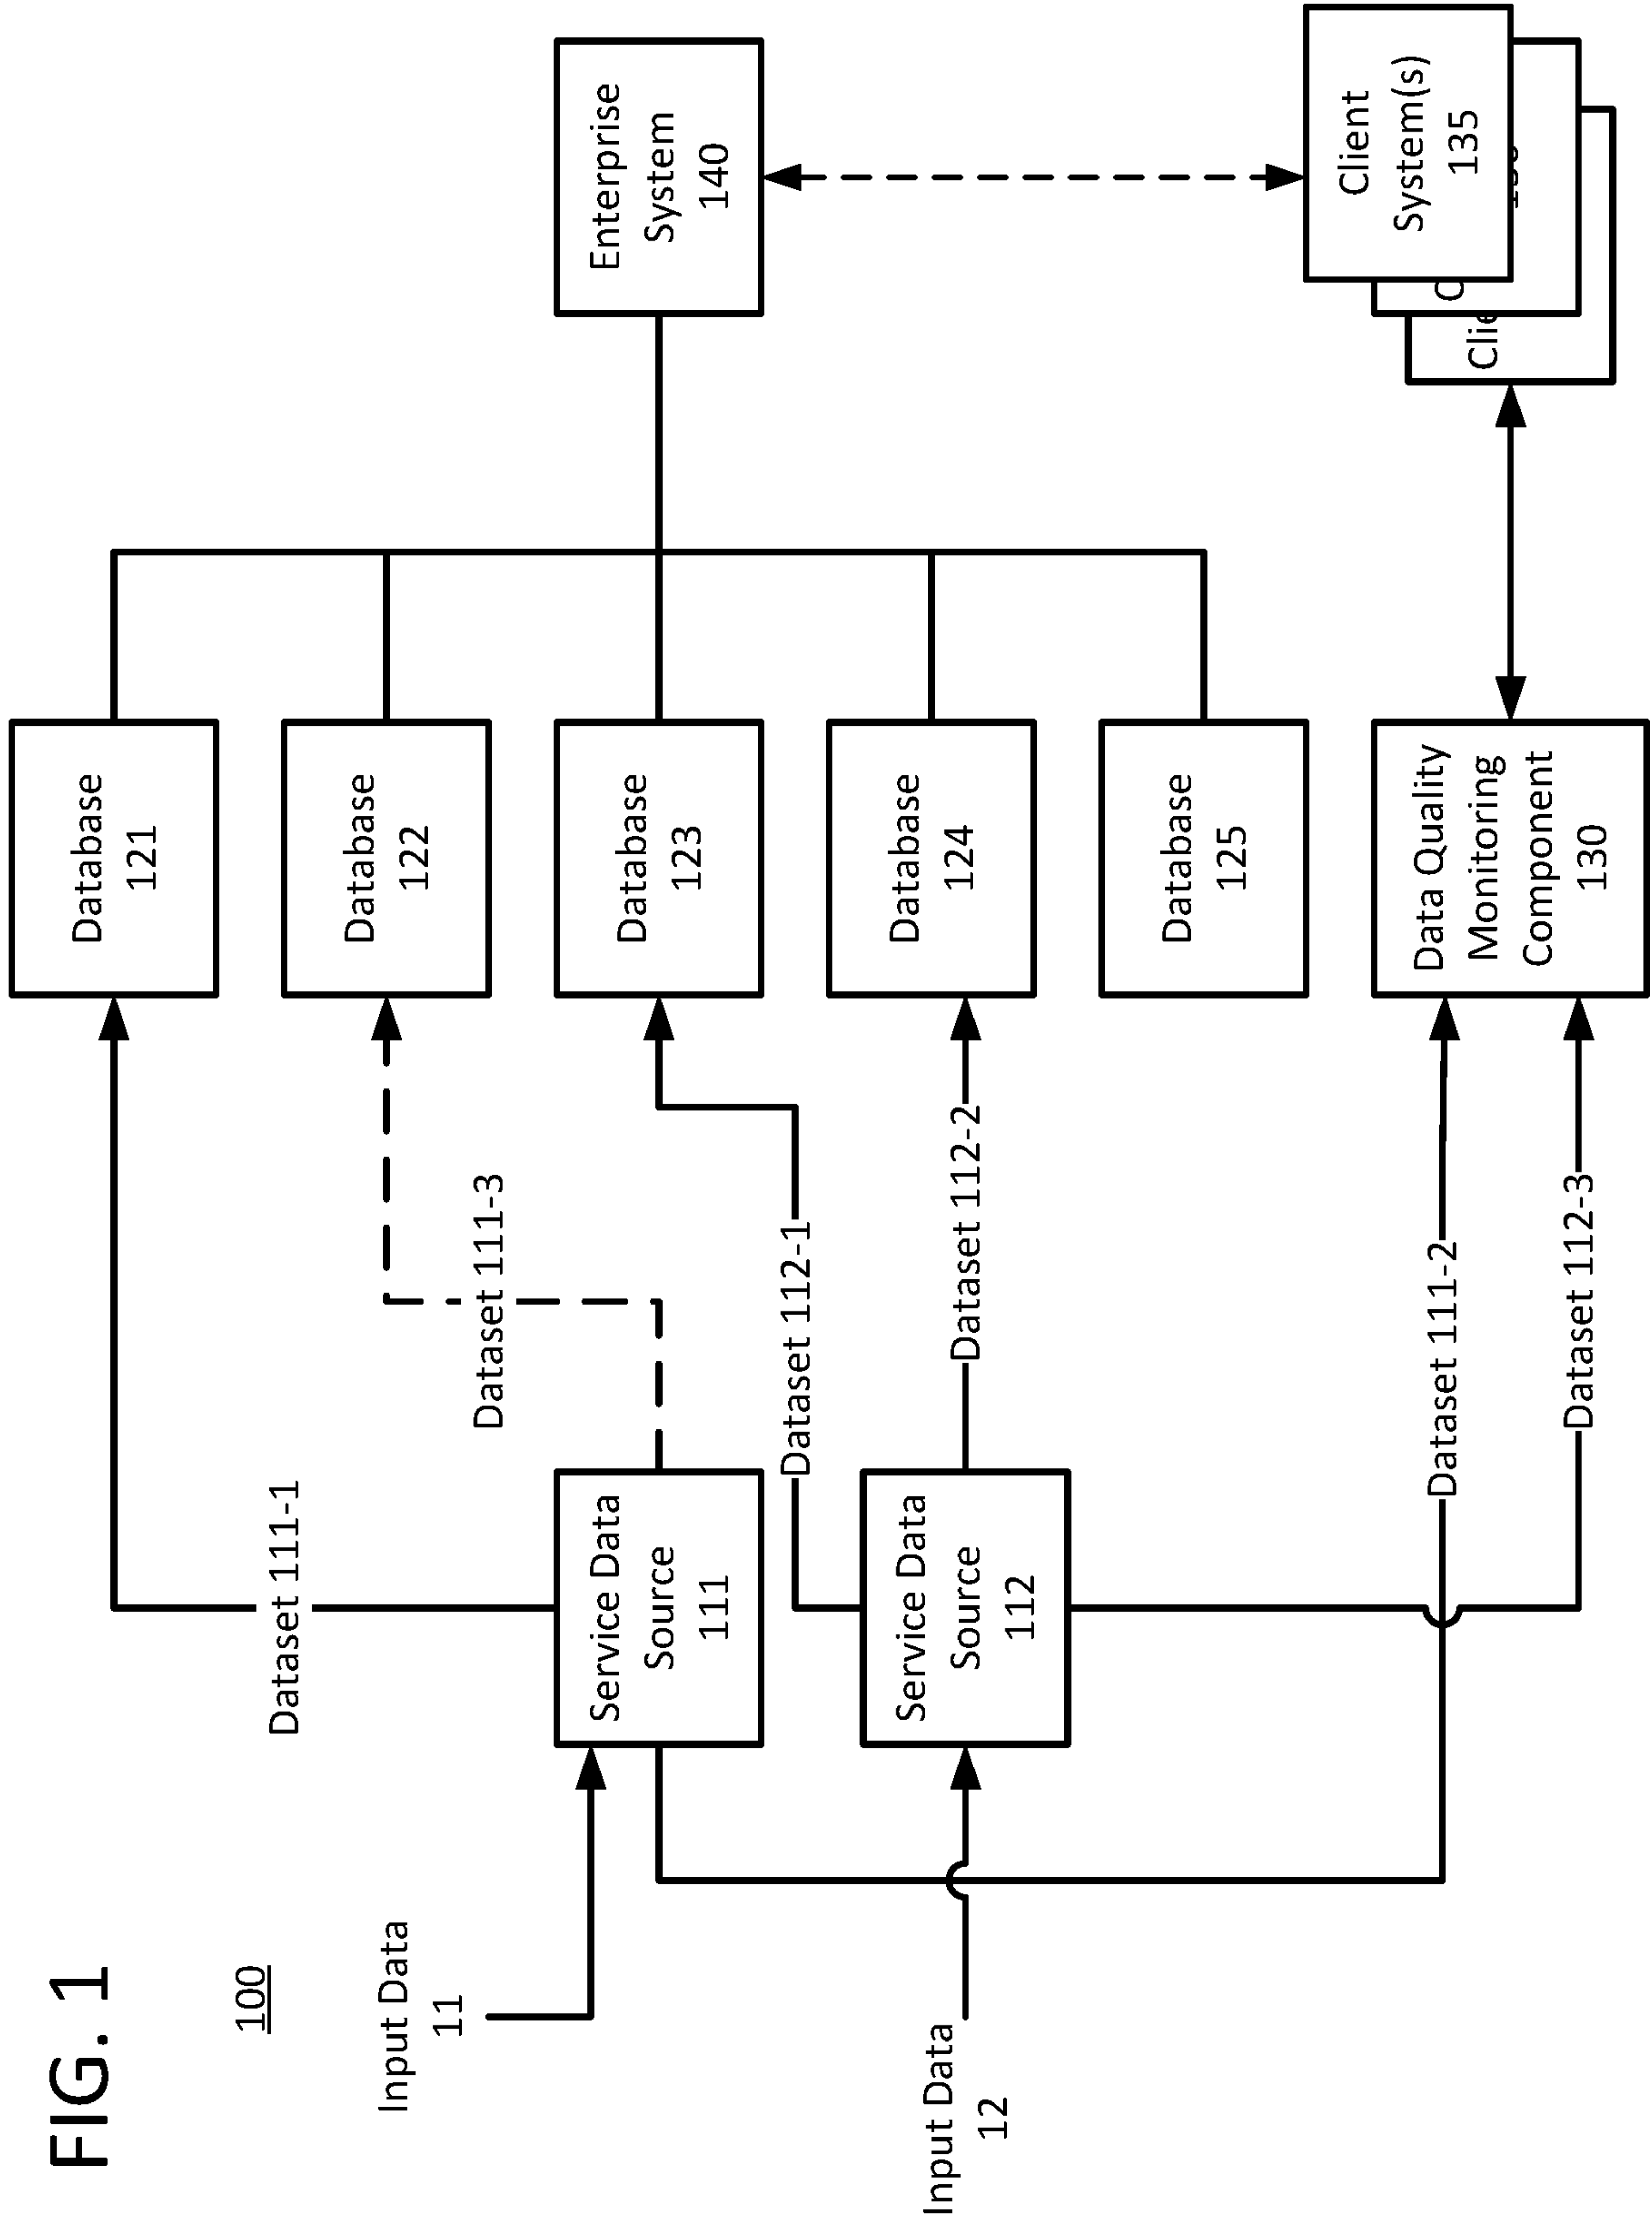 FIG. 1
100
Input Data
11
Input Data
12
Dataset 111-1
Service Data
Source
111
Service Data
Source
112
Dataset 111-3
Dataset 112-1
Dataset 112-2
Dataset 111-2
Dataset 112-3
Database
121
Database
122
Database
123
Database
124
Database
125
Data Quality
Monitoring
Component
130
Enterprise
System
140
Client
System(s)
135